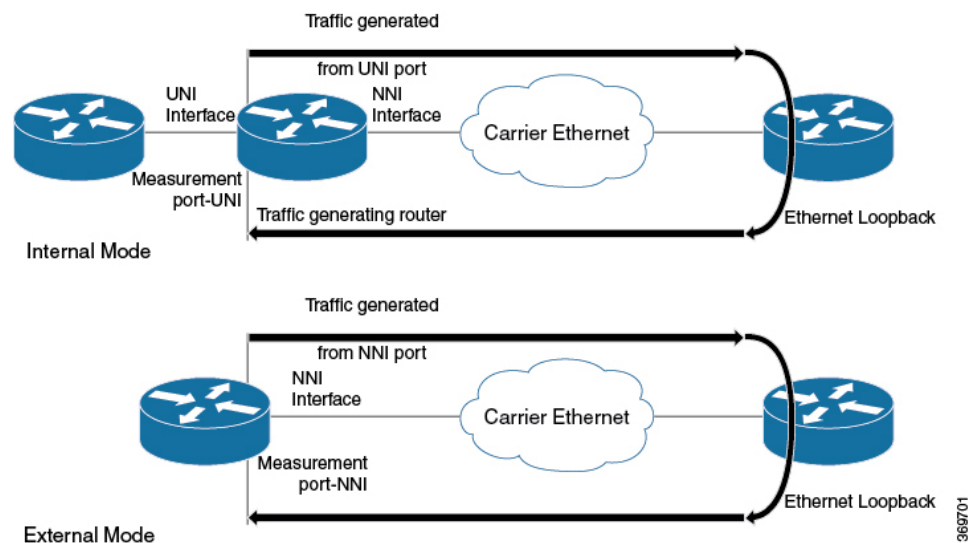 Traffic generated
from UNI port
UNI
Interface
NNI
Interface
Carrier Ethernet
Measurement
port-UNI
Traffic generating router
Ethernet Loopback
Internal Mode
Traffic generated
from NNI port
NNI
Interface
Carrier Ethernet
Measurement
port-NNI
Ethernet Loopback
External Mode
369701